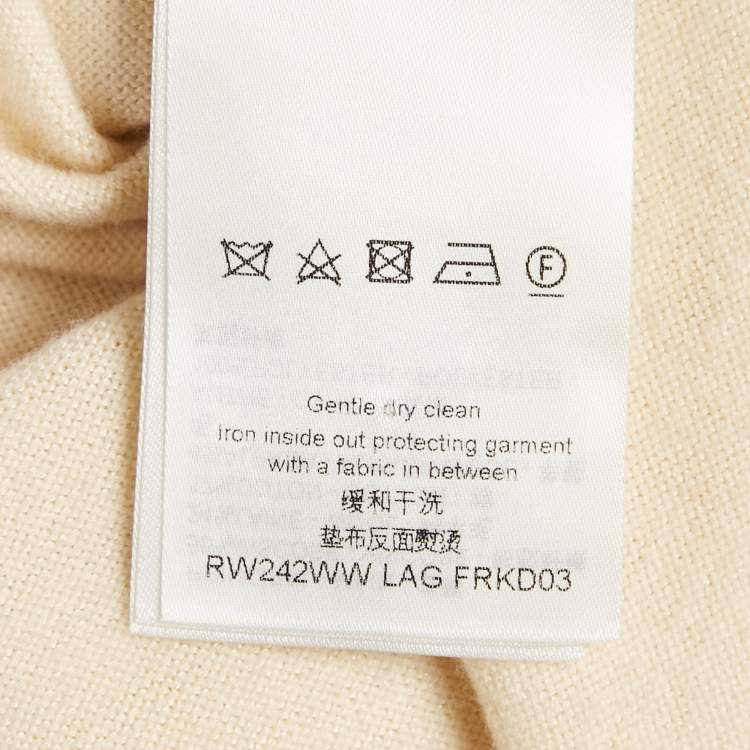 F
Gentle dry clean
Iron inside out protecting garment
with a fabric in between
缓和干洗
垫布反面熨烫
RW242WW LAG FRKD03